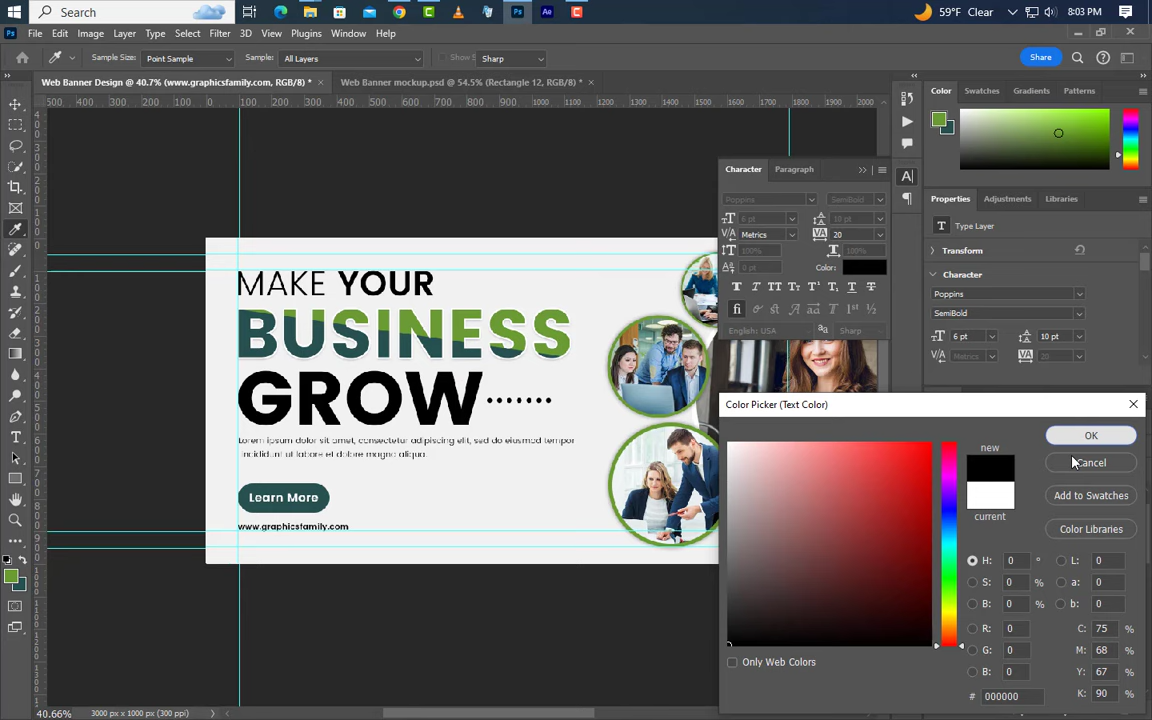 Search
Ps
Ae
59°F Clear
8:03 PM
Ps File Edit Image Layer Type Select Filter 3D View Plugins Window Help
Sample Size: Point Sample Sample: All Layers Show Sharp Share
Web Banner Design @ 40.7% (www.graphicsfamily.com, RGB/8) *
Web Banner mockup.psd @ 54.5% (Rectangle 12, RGB/8) *
500 400 300 200 100 0 100 200 300 400 500 600 700 800 900 1000 1100 1200 1300 1400 1500 1600 1700 1800 1900 2000
Color Swatches Gradients Patterns
Character Paragraph
Poppins SemiBold
6 pt 10 pt
Metrics 20
100% 100%
0 pt Color:
English: USA Sharp
Properties Adjustments Libraries
T Type Layer
Transform
Character
Poppins
SemiBold
6 pt 10 pt
Metrics 20
MAKE YOUR
BUSINESS
GROW
Lorem ipsum dolor sit amet, consectetur adipiscing elit, sed do eiusmod tempor
incididunt ut labore et dolore magna aliqua.
Learn More
www.graphicsfamily.com
Color Picker (Text Color)
new
current
OK
Cancel
Add to Swatches
Color Libraries
H: 0 °
S: 0 %
B: 0 %
R: 0
G: 0
B: 0
L: 0
a: 0
b: 0
C: 75 %
M: 68 %
Y: 67 %
K: 90 %
# 000000
Only Web Colors
40.66% 3000 px x 1000 px (300 ppi)